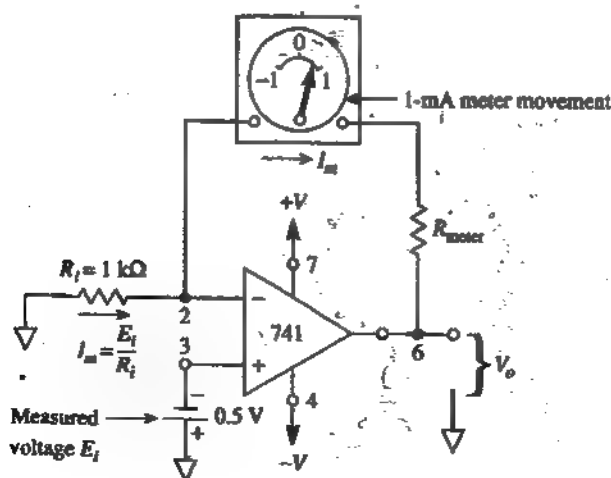 0
−1
1
1-mA meter movement
I_m
+V
R_meter
R_i = 1 kΩ
7
2
−
741
6
3
+
I_m = E_i / R_i
4
V_o
−
0.5 V
+
Measured
voltage E_i
−V